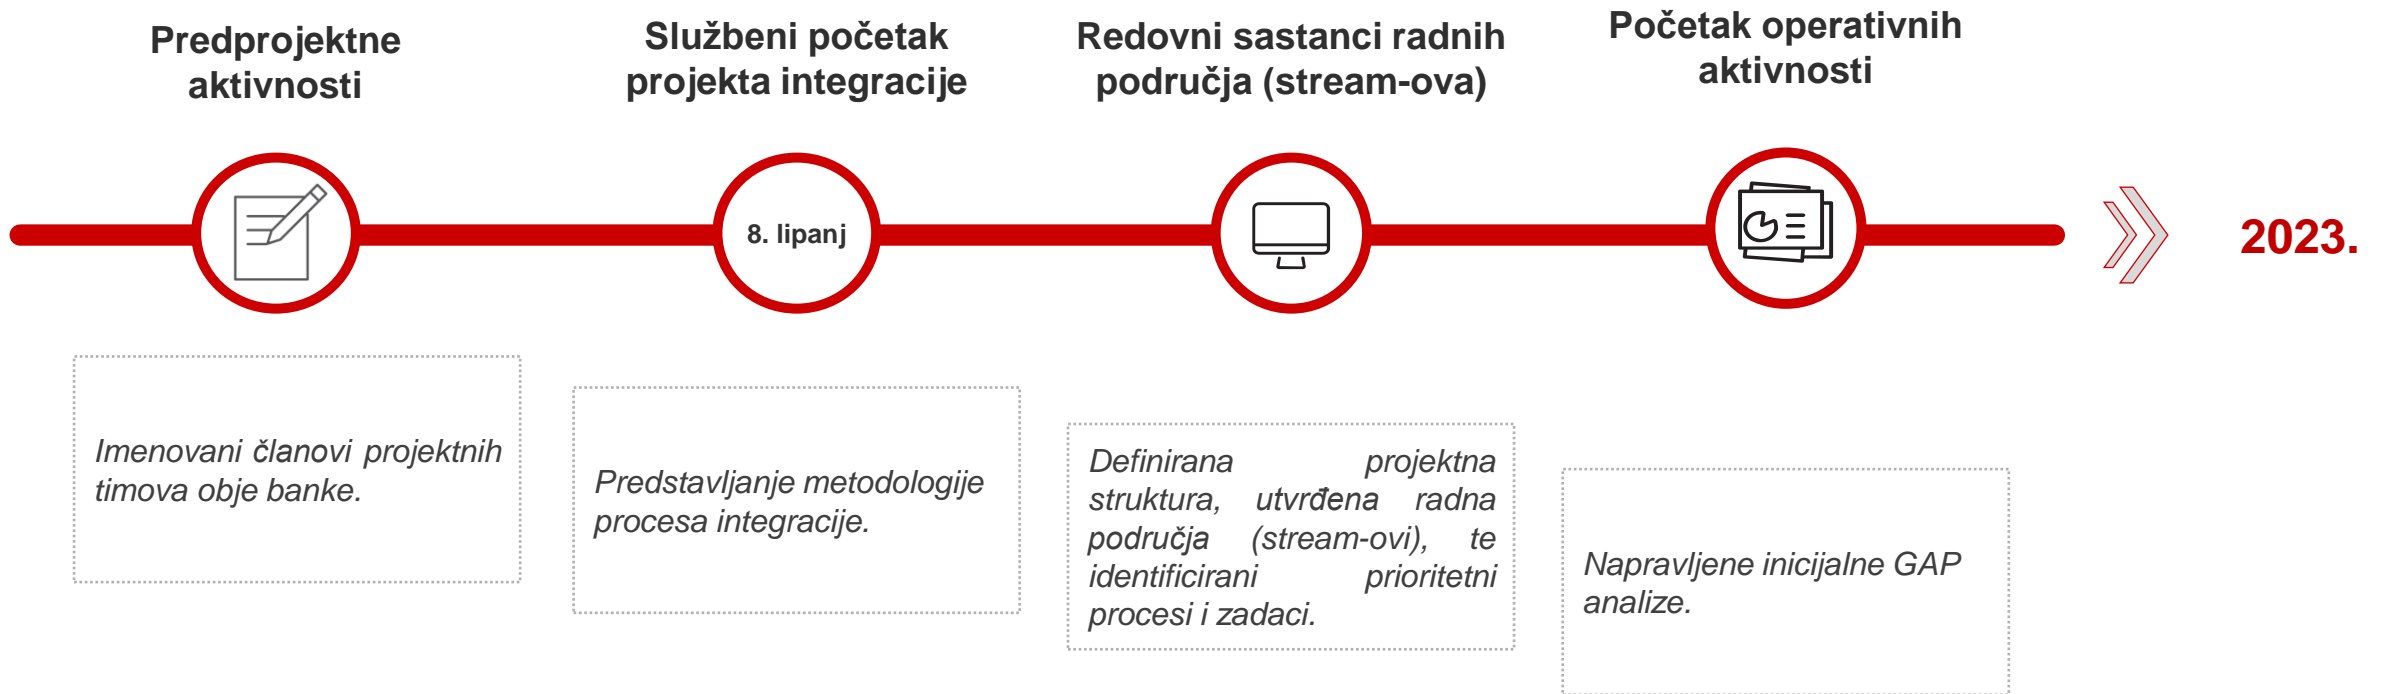 Predprojektne
aktivnosti
Službeni početak
projekta integracije
Redovni sastanci radnih
područja (stream-ova)
Početak operativnih
aktivnosti
8. lipanj
2023.
Imenovani članovi projektnih
timova obje banke.
Predstavljanje metodologije
procesa integracije.
Definirana projektna
struktura, utvrđena radna
područja (stream-ovi), te
identificirani prioritetni
procesi i zadaci.
Napravljene inicijalne GAP
analize.